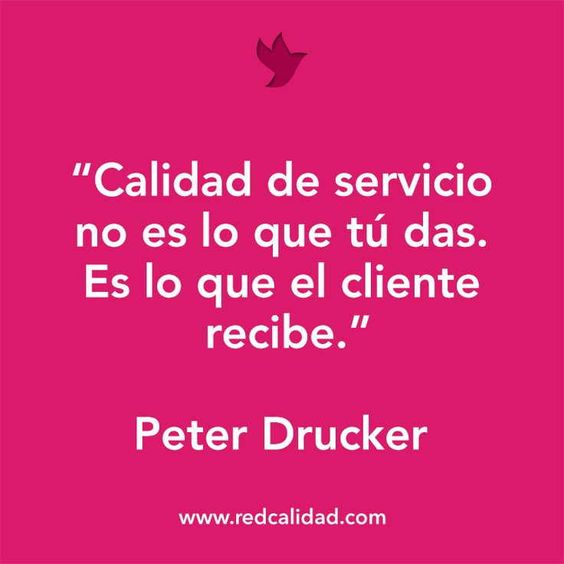 “Calidad de servicio
no es lo que tú das.
Es lo que el cliente
recibe.”
Peter Drucker
www.redcalidad.com